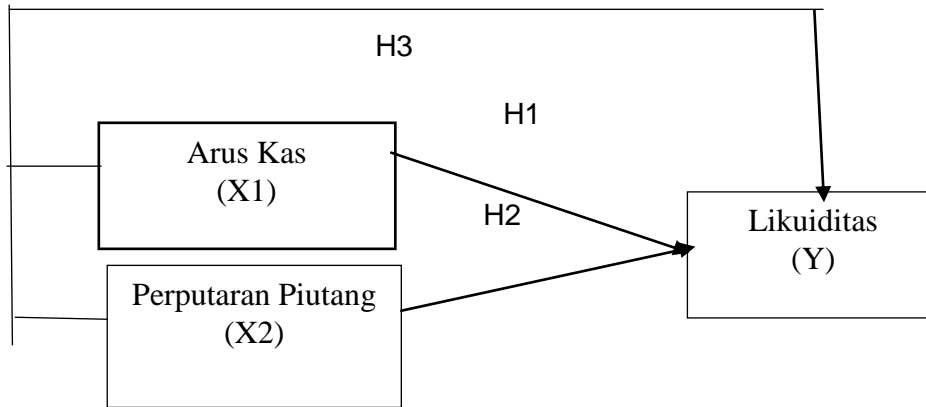 H3
H1
Arus Kas
(X1)
H2
Likuiditas
(Y)
Perputaran Piutang
(X2)